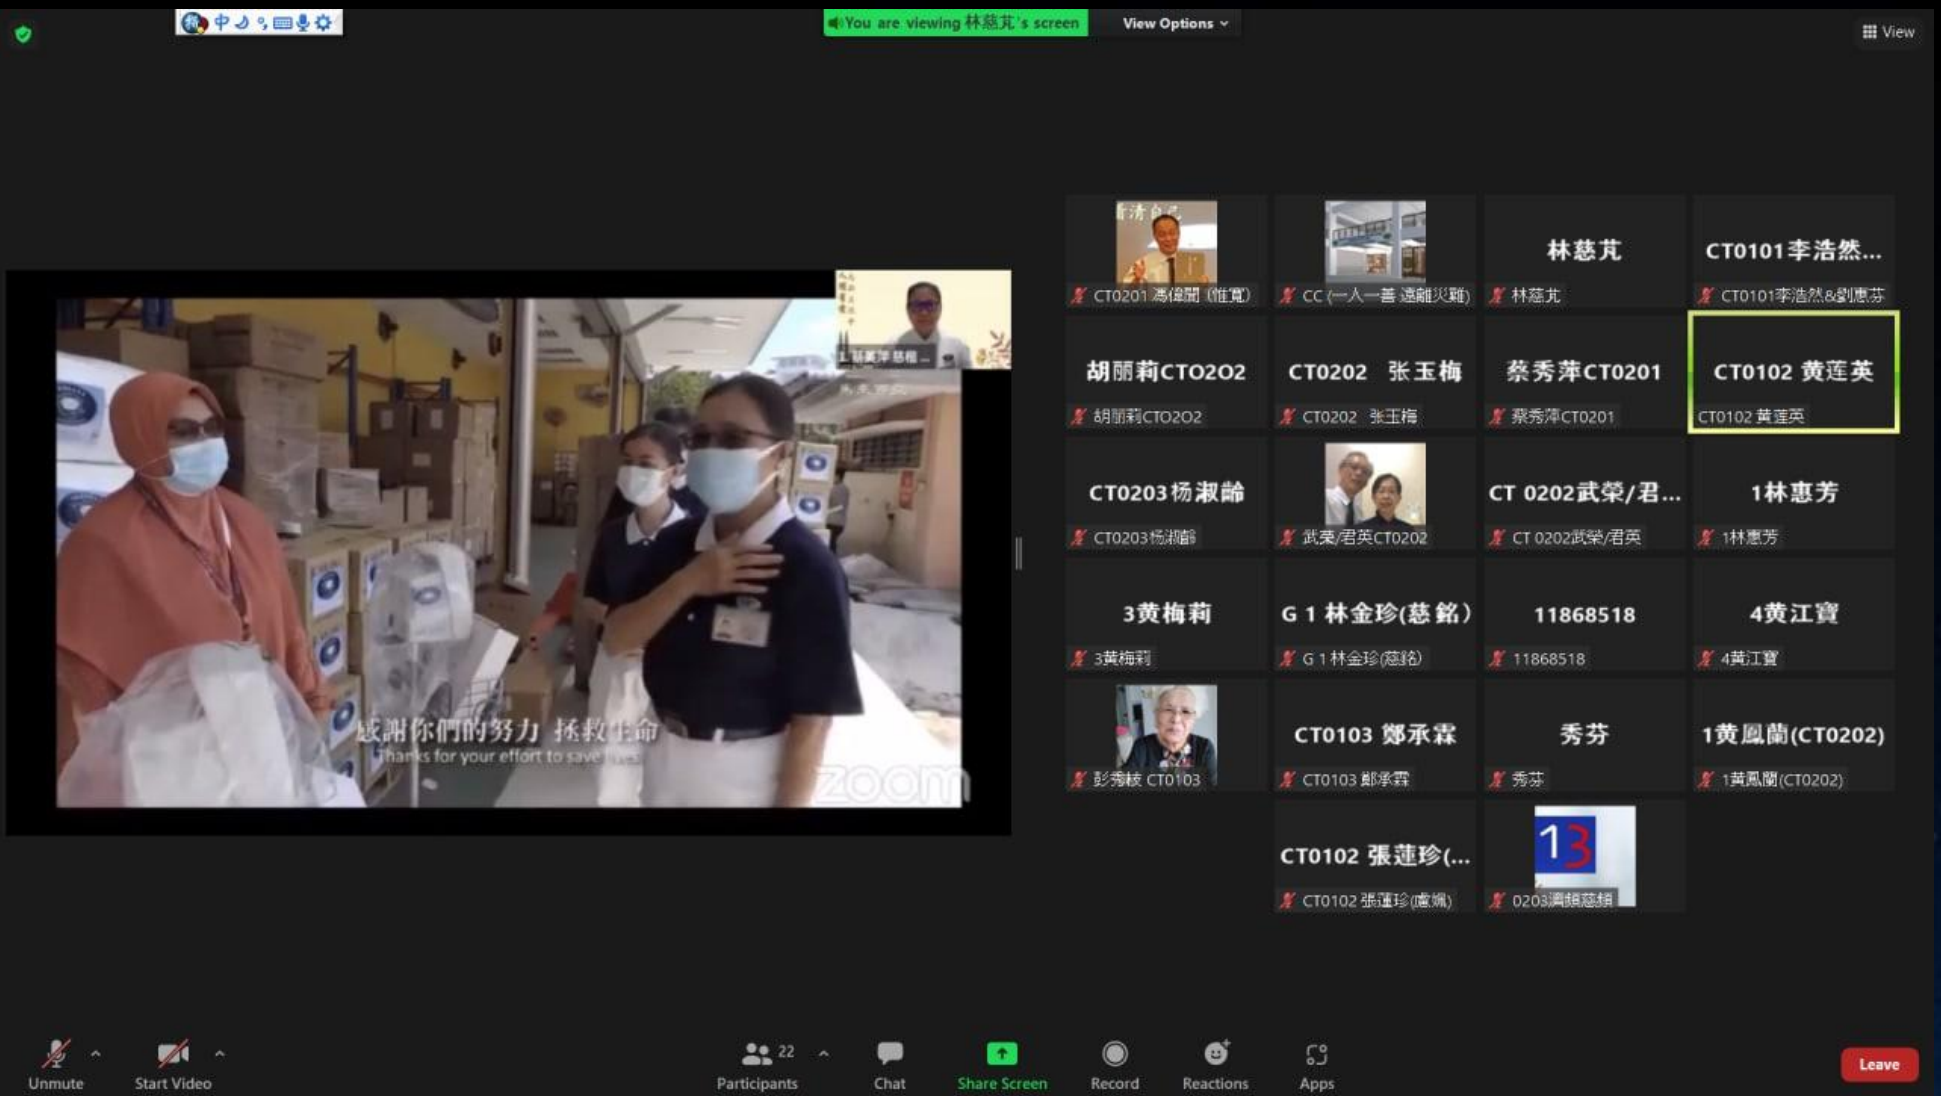 中
You are viewing 林慈芃's screen
View Options
View
看清自己
CT0201 馮偉聞 (惟寬)
CC (一人一善 遠離災難)
林慈芃
林慈芃
CT0101李浩然...
CT0101李浩然&劉惠芬
胡丽莉CTO2O2
胡丽莉CTO2O2
CT0202 张玉梅
CT0202 张玉梅
蔡秀萍CT0201
蔡秀萍CT0201
CT0102 黄莲英
CT0102 黄莲英
CT0203杨淑齡
CT0203杨淑齡
武荣/君英CT0202
CT 0202武榮/君...
CT 0202武榮/君英
1林惠芳
1林惠芳
3黄梅莉
3黄梅莉
G 1 林金珍(慈銘)
G 1 林金珍(慈銘)
11868518
11868518
4黄江寶
4黄江寶
彭秀枝 CT0103
CT0103 鄭承霖
CT0103 鄭承霖
秀芬
秀芬
1黄鳳蘭(CT0202)
1黄鳳蘭(CT0202)
CT0102 張蓮珍(...
13
感謝你們的努力 拯救生命
Thanks for your effort to save lives
zoom
Unmute
Start Video
22
Participants
Chat
Share Screen
Record
Reactions
Apps
Leave